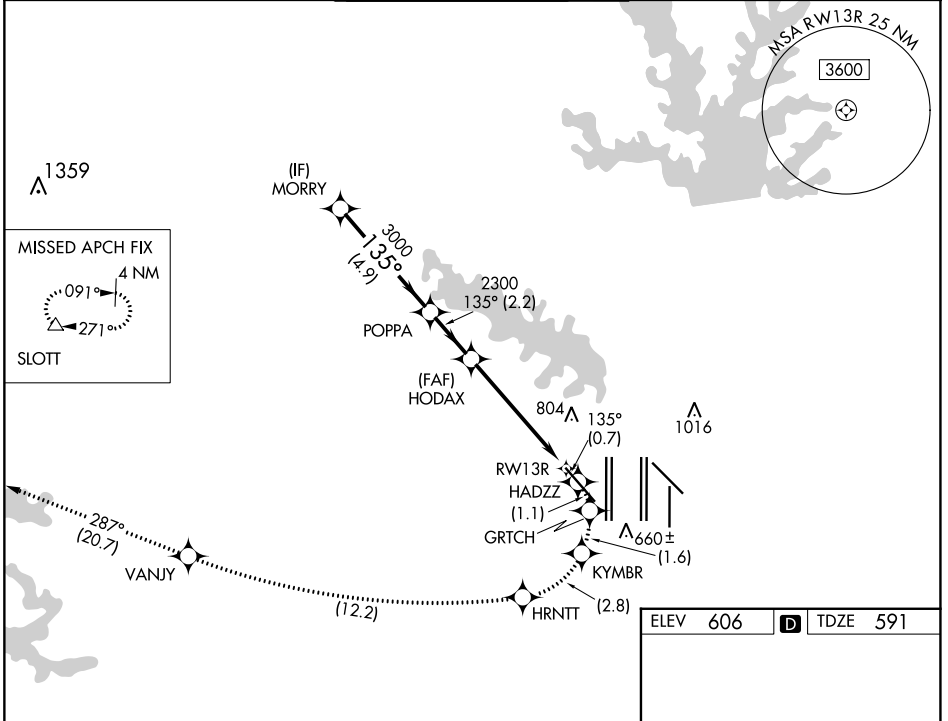 MSA RW13R 25 NM
3600
1359
(IF)
MORRY
3000
135°
(4.9)
MISSED APCH FIX
4 NM
091°
271°
SLOTT
2300
135° (2.2)
POPPA
(FAF)
HODAX
804
135°
(0.7)
1016
RW13R
HADZZ
(1.1)
GRTCH
660 ±
(1.6)
KYMBR
287°
(20.7)
VANJY
(12.2)
HRNTT
(2.8)
ELEV 606 D TDZE 591